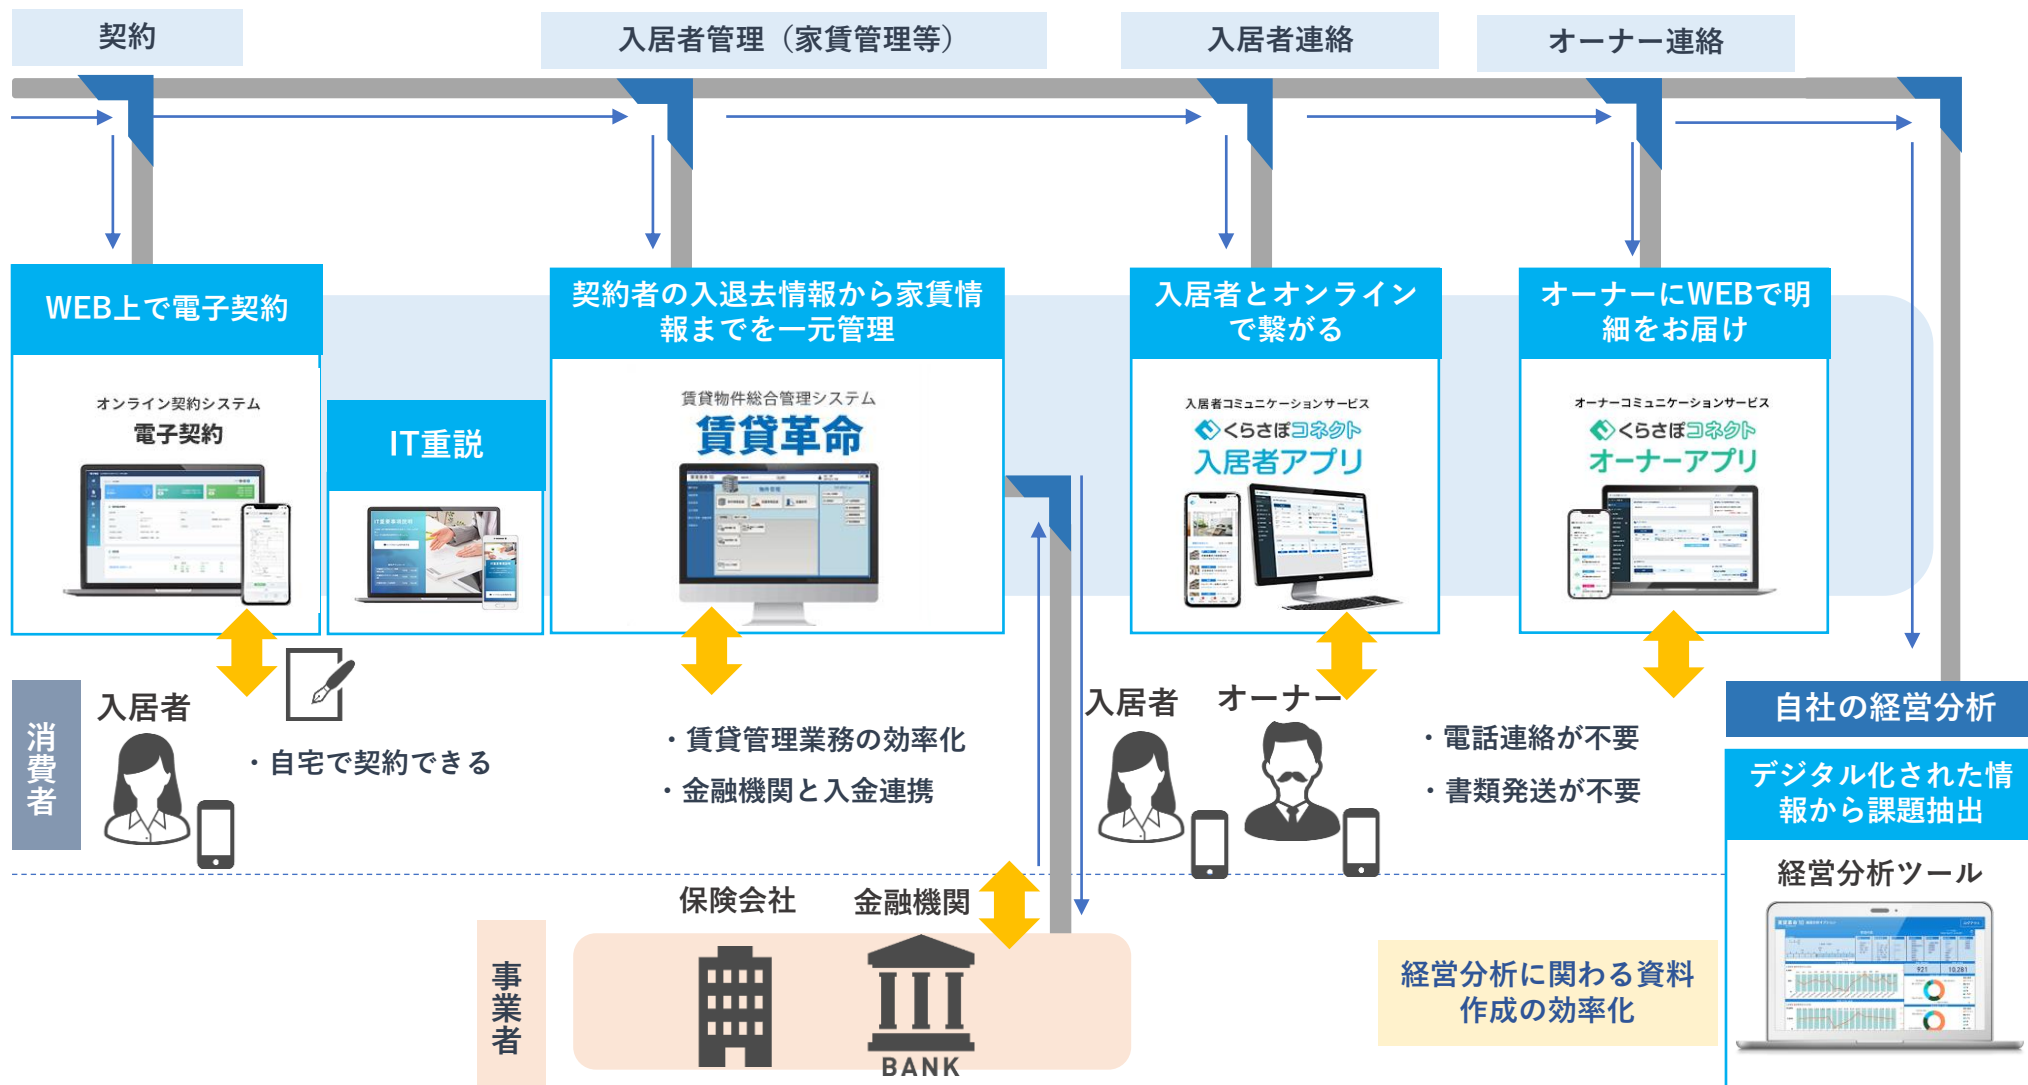 契約
入居者管理（家賃管理等）
入居者連絡
オーナー連絡
WEB上で電子契約
オンライン契約システム
電子契約
IT重説
IT重要事項説明
契約者の入退去情報から家賃情
報までを一元管理
賃貸物件総合管理システム
賃貸革命
物件管理
入居者とオンライン
で繋がる
入居者コミュニケーションサービス
くらさぽコネクト
入居者アプリ
オーナーにWEBで明
細をお届け
オーナーコミュニケーションサービス
くらさぽコネクト
オーナーアプリ
消費者
入居者
・自宅で契約できる
・賃貸管理業務の効率化
・金融機関と入金連携
入居者
オーナー
・電話連絡が不要
・書類発送が不要
自社の経営分析
デジタル化された情
報から課題抽出
経営分析ツール
921
10,281
事業者
保険会社
金融機関
BANK
経営分析に関わる資料
作成の効率化